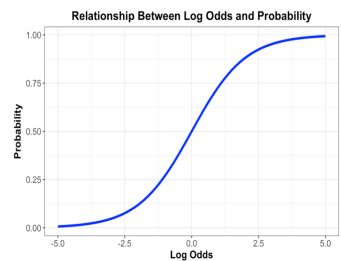 Relationship Between Log Odds and Probability
1.00
0.75
0.50
0.25
0.00
Probability
-5.0 -2.5 0.0 2.5 5.0
Log Odds